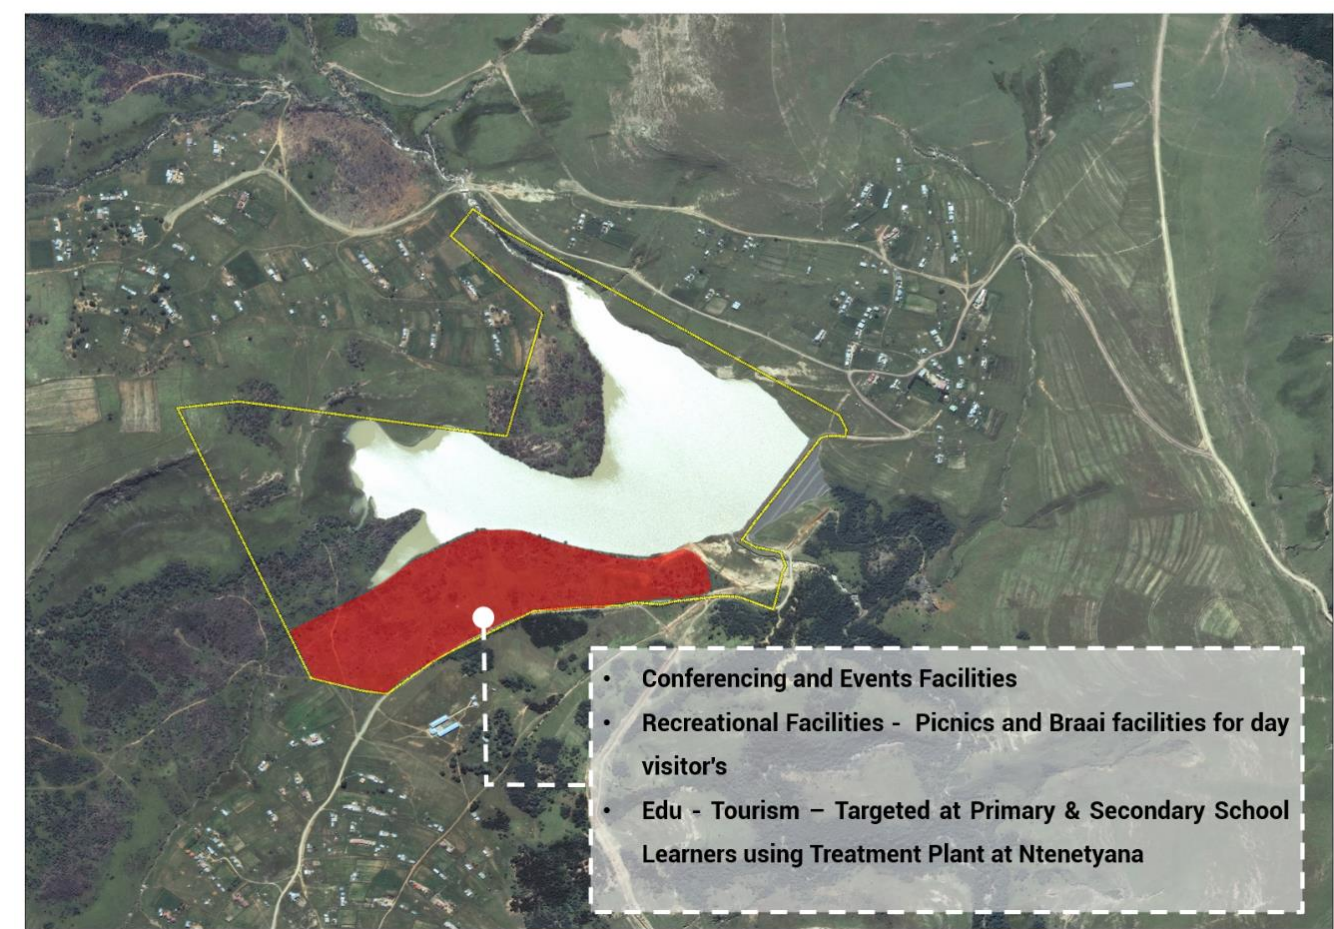 • Conferencing and Events Facilities
• Recreational Facilities - Picnics and Braai facilities for day
visitor's
• Edu - Tourism – Targeted at Primary & Secondary School
Learners using Treatment Plant at Ntenetyana